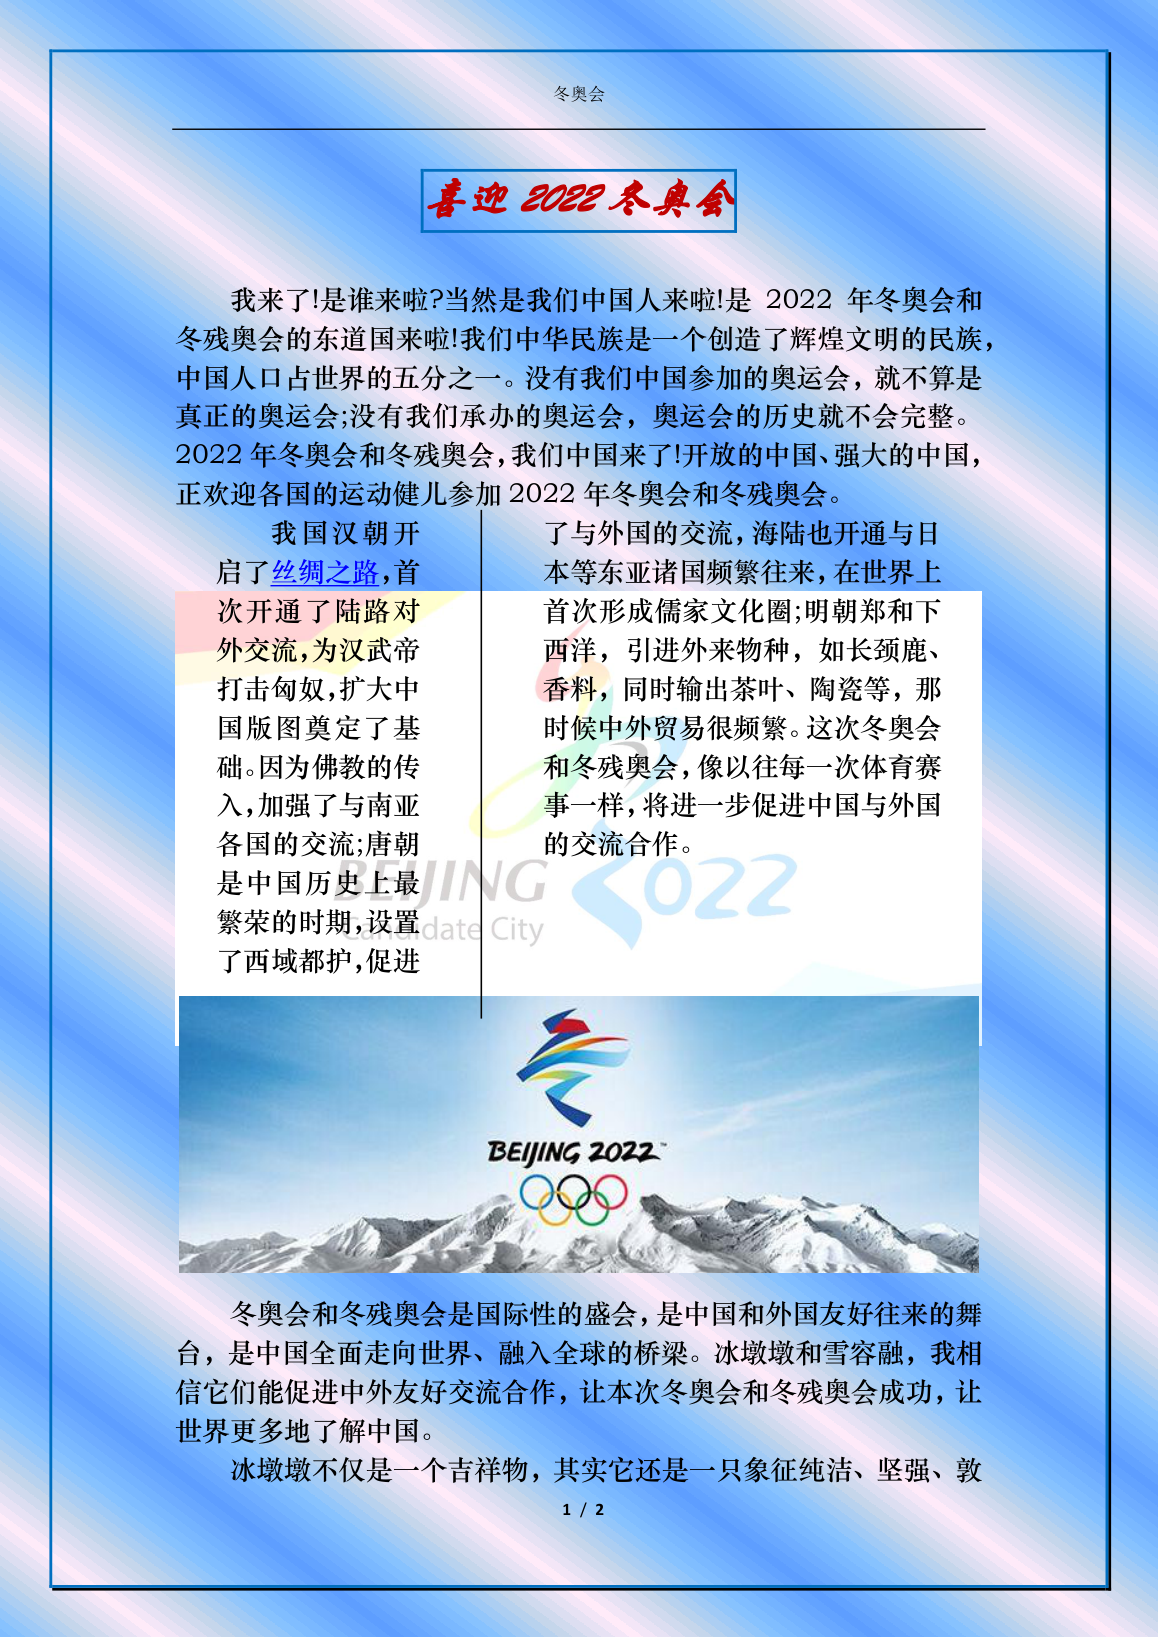 冬奥会
喜迎 2022 冬奥会
我来了!是谁来啦?当然是我们中国人来啦!是 2022 年冬奥会和
冬残奥会的东道国来啦!我们中华民族是一个创造了辉煌文明的民族，
中国人口占世界的五分之一。没有我们中国参加的奥运会，就不算是
真正的奥运会;没有我们承办的奥运会，奥运会的历史就不会完整。
2022 年冬奥会和冬残奥会，我们中国来了!开放的中国、强大的中国，
正欢迎各国的运动健儿参加 2022 年冬奥会和冬残奥会。
我国汉朝开
启了丝绸之路，首
次开通了陆路对
外交流，为汉武帝
打击匈奴，扩大中
国版图奠定了基
础。因为佛教的传
入，加强了与南亚
各国的交流;唐朝
是中国历史上最
繁荣的时期，设置
了西域都护，促进
了与外国的交流，海陆也开通与日
本等东亚诸国频繁往来，在世界上
首次形成儒家文化圈;明朝郑和下
西洋，引进外来物种，如长颈鹿、
香料，同时输出茶叶、陶瓷等，那
时候中外贸易很频繁。这次冬奥会
和冬残奥会，像以往每一次体育赛
事一样，将进一步促进中国与外国
的交流合作。
BEIJING 2022
Candidate City
BEIJING 2022™
冬奥会和冬残奥会是国际性的盛会，是中国和外国友好往来的舞
台，是中国全面走向世界、融入全球的桥梁。冰墩墩和雪容融，我相
信它们能促进中外友好交流合作，让本次冬奥会和冬残奥会成功，让
世界更多地了解中国。
冰墩墩不仅是一个吉祥物，其实它还是一只象征纯洁、坚强、敦
1 / 2